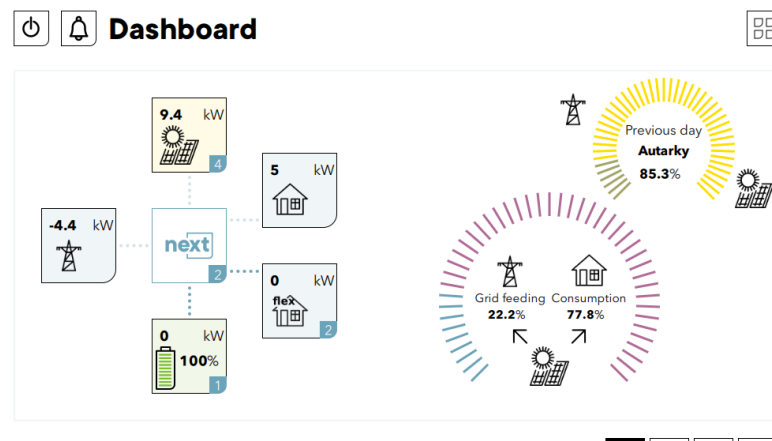 Dashboard
9.4 kW
4
5 kW
-4.4 kW
next
2
0 kW
flex
2
0 kW
100%
1
Previous day
Autarky
85.3%
Grid feeding Consumption
22.2% 77.8%